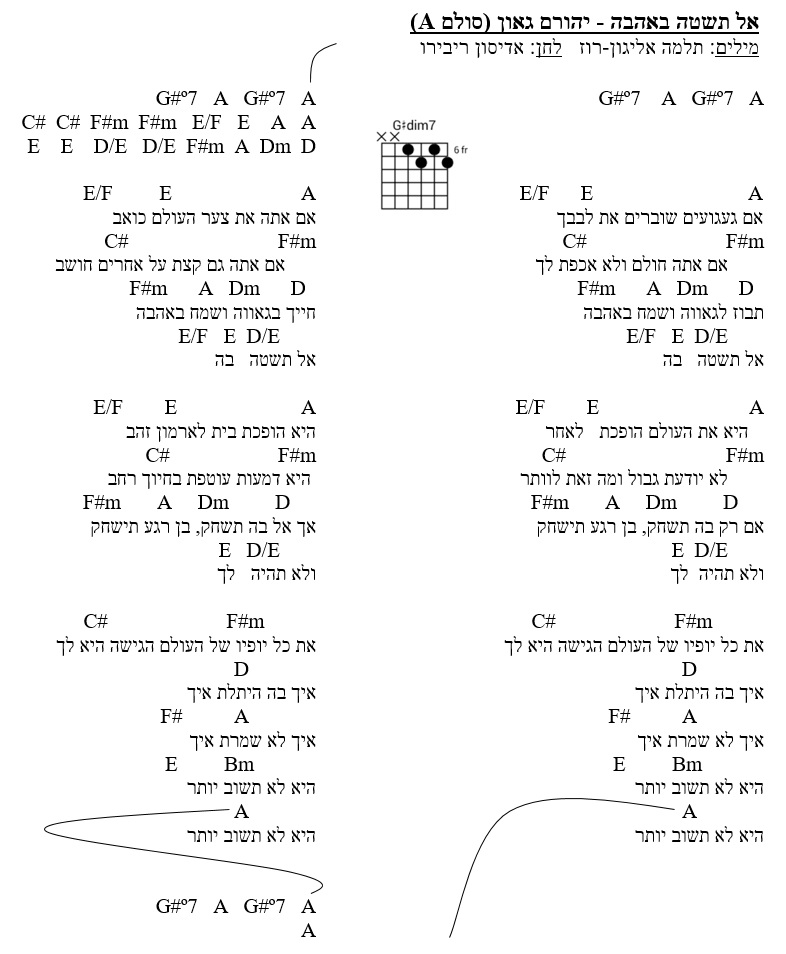 אל תשטה באהבה - יהורם גאון (סולם A)
מילים: תלמה אליגון-רוז לחן: אדיסון ריבירו
G#º7 A G#º7 A
E/F E A
אם געגועים שוברים את לבבך
C# F#m
אם אתה חולם ולא אכפת לך
F#m A Dm D
תבוז לגאווה ושמח באהבה
E/F E D/E
אל תשטה בה
E/F E A
היא את העולם הופכת לאחר
C# F#m
לא יודעת גבול ומה זאת לוותר
F#m A Dm D
אם רק בה תשחק, בן רגע תישחק
E D/E
ולא תהיה לך
C# F#m
את כל יופיו של העולם הגישה היא לך
D
איך בה היתלת איך
F# A
איך לא שמרת איך
E Bm
היא לא תשוב יותר
A
היא לא תשוב יותר
G#º7 A G#º7 A
C# C# F#m F#m E/F E A A
E E D/E D/E F#m A Dm D
G♯dim7
××
6 fr
E/F E A
אם אתה את צער העולם כואב
C# F#m
אם אתה גם קצת על אחרים חושב
F#m A Dm D
חייך בגאווה ושמח באהבה
E/F E D/E
אל תשטה בה
E/F E A
היא הופכת בית לארמון זהב
C# F#m
היא דמעות עוטפת בחיוך רחב
F#m A Dm D
אך אל בה תשחק, בן רגע תישחק
E D/E
ולא תהיה לך
C# F#m
את כל יופיו של העולם הגישה היא לך
D
איך בה היתלת איך
F# A
איך לא שמרת איך
E Bm
היא לא תשוב יותר
A
היא לא תשוב יותר
G#º7 A G#º7 A
A